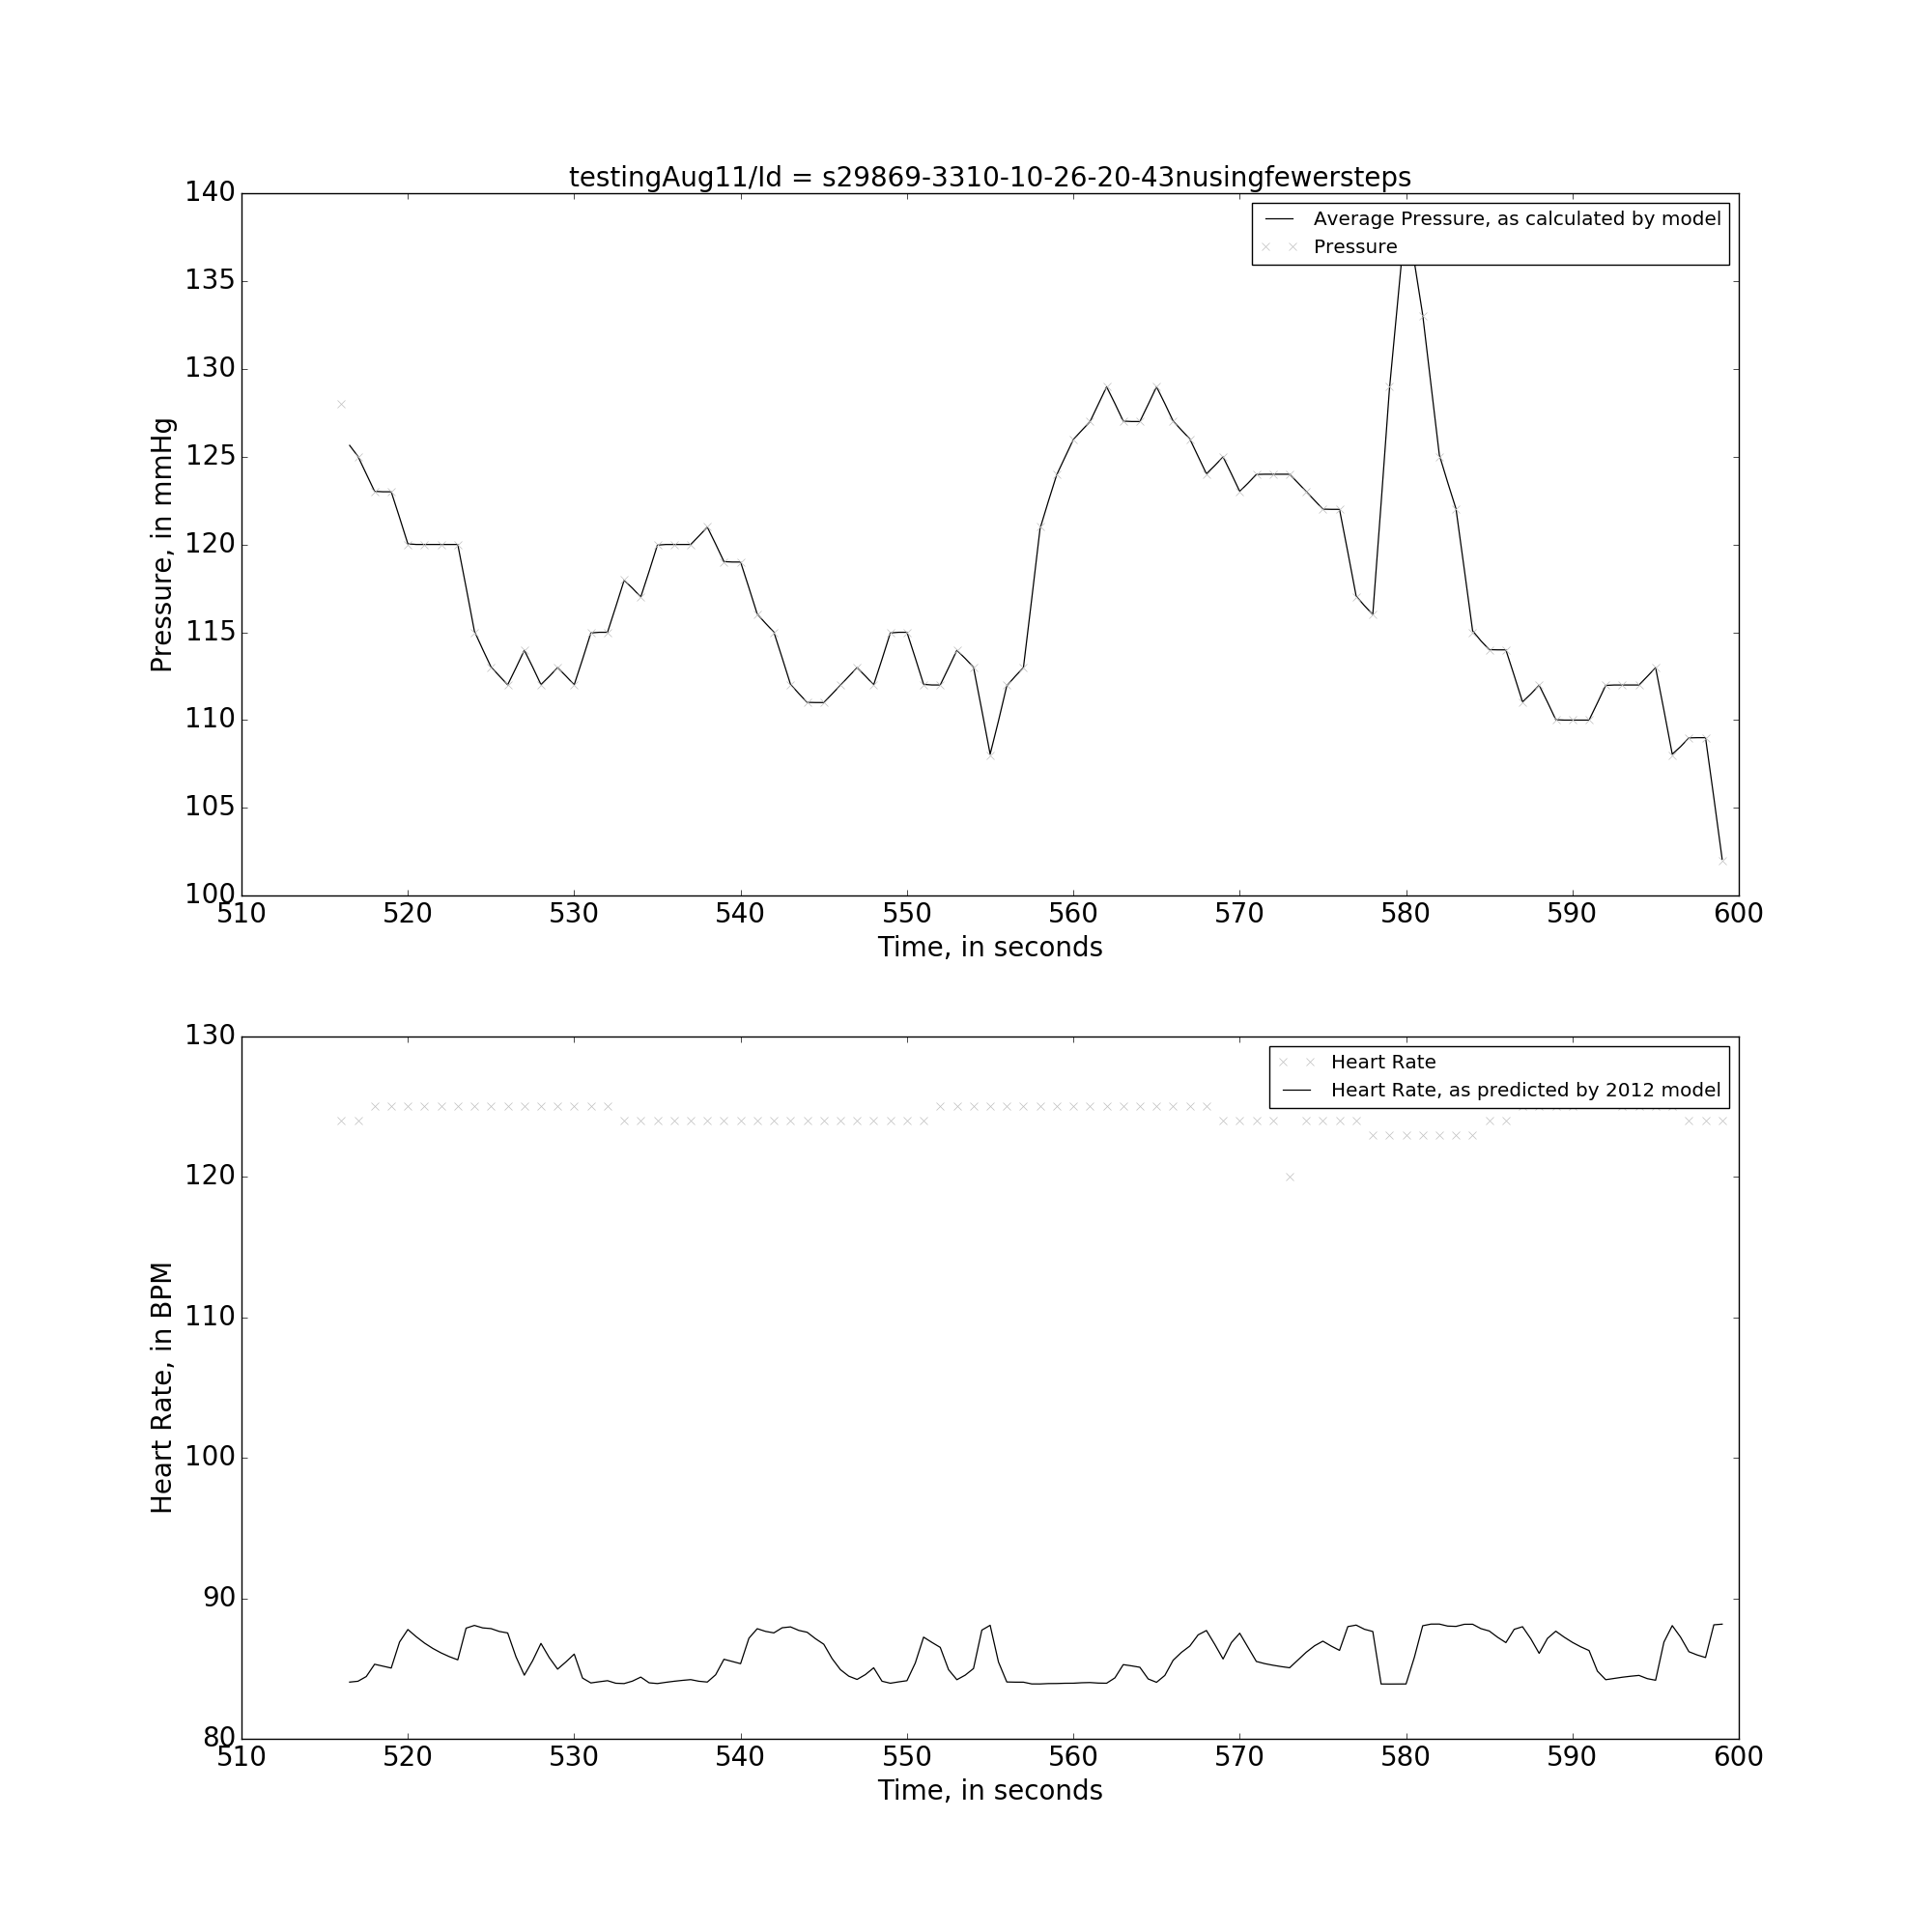 testingAug11/Id = s29869-3310-10-26-20-43nusingfewersteps
140
135
130
125
120
115
110
105
100
Pressure, in mmHg
Average Pressure, as calculated by model
Pressure
510 520 530 540 550 560 570 580 590 600
Time, in seconds
130
120
110
100
90
80
Heart Rate, in BPM
Heart Rate
Heart Rate, as predicted by 2012 model
510 520 530 540 550 560 570 580 590 600
Time, in seconds